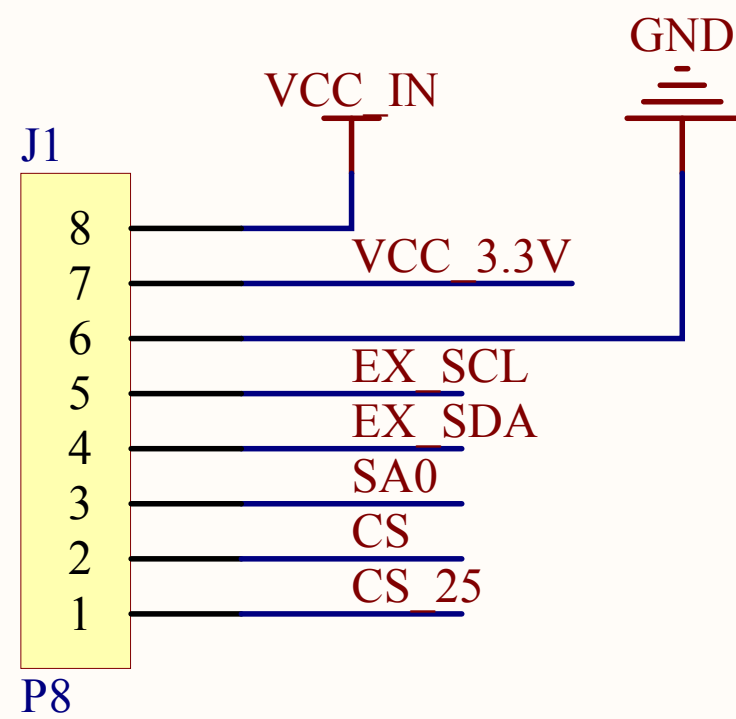 GND
VCC_IN
J1
8
7 VCC_3.3V
6
5 EX_SCL
4 EX_SDA
3 SA0
2 CS
1 CS_25
P8